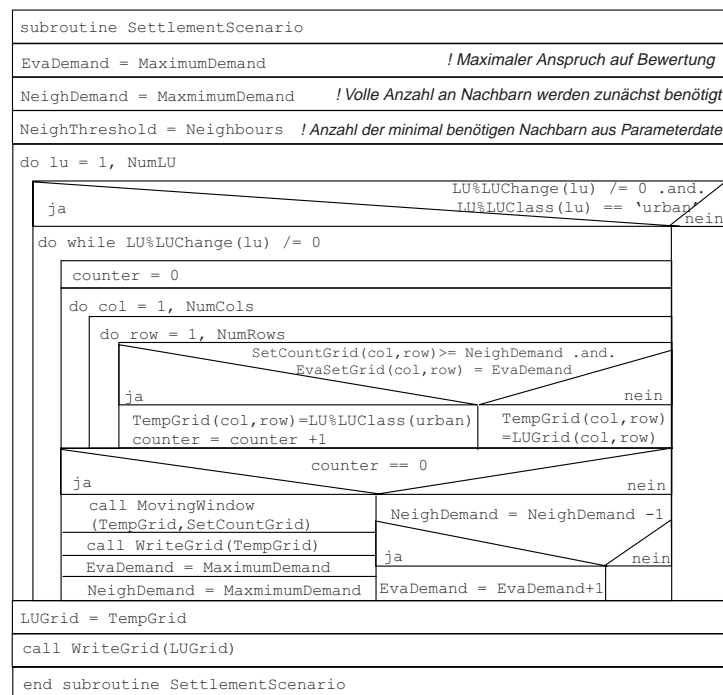 subroutine SettlementScenario
EvaDemand = MaximumDemand ! Maximaler Anspruch auf Bewertung
NeighDemand = MaxmimumDemand ! Volle Anzahl an Nachbarn werden zunächst benötigt
NeighThreshold = Neighbours ! Anzahl der minimal benötigen Nachbarn aus Parameterdate
do lu = 1, NumLU
LU%LUChange(lu) /= 0 .and.
LU%LUClass(lu) == ‘urban’
ja nein
do while LU%LUChange(lu) /= 0
counter = 0
do col = 1, NumCols
do row = 1, NumRows
SetCountGrid(col,row)>= NeighDemand .and.
EvaSetGrid(col,row) = EvaDemand
ja nein
TempGrid(col,row)=LU%LUClass(urban)
counter = counter +1
TempGrid(col,row)
=LUGrid(col,row)
counter == 0
ja nein
call MovingWindow
(TempGrid,SetCountGrid)
call WriteGrid(TempGrid)
EvaDemand = MaximumDemand
NeighDemand = MaxmimumDemand
NeighDemand = NeighDemand -1
ja nein
EvaDemand = EvaDemand+1
LUGrid = TempGrid
call WriteGrid(LUGrid)
end subroutine SettlementScenario